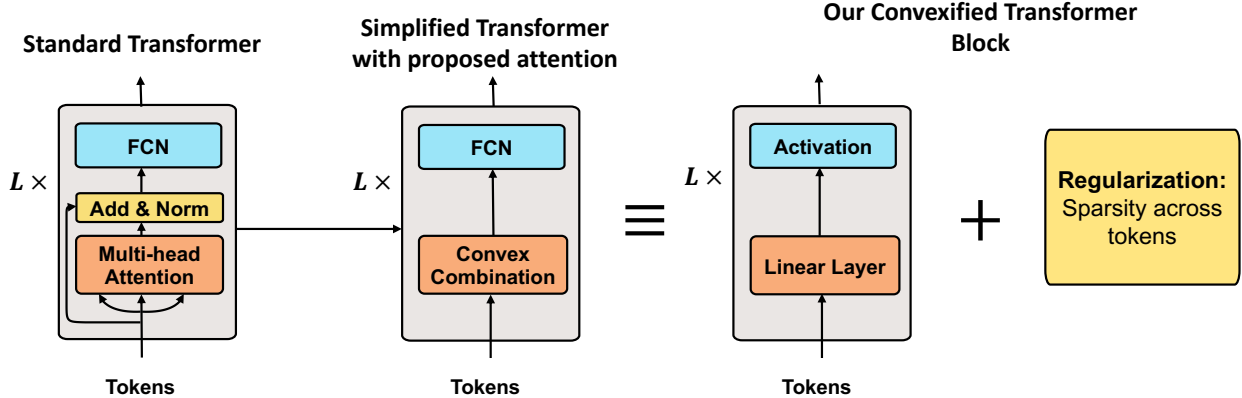 Standard Transformer
FCN
L ×
Add & Norm
Multi-head
Attention
Tokens
Simplified Transformer
with proposed attention
FCN
L ×
Convex
Combination
Tokens
≡
Our Convexified Transformer
Block
Activation
L ×
Linear Layer
Tokens
+
Regularization:
Sparsity across
tokens